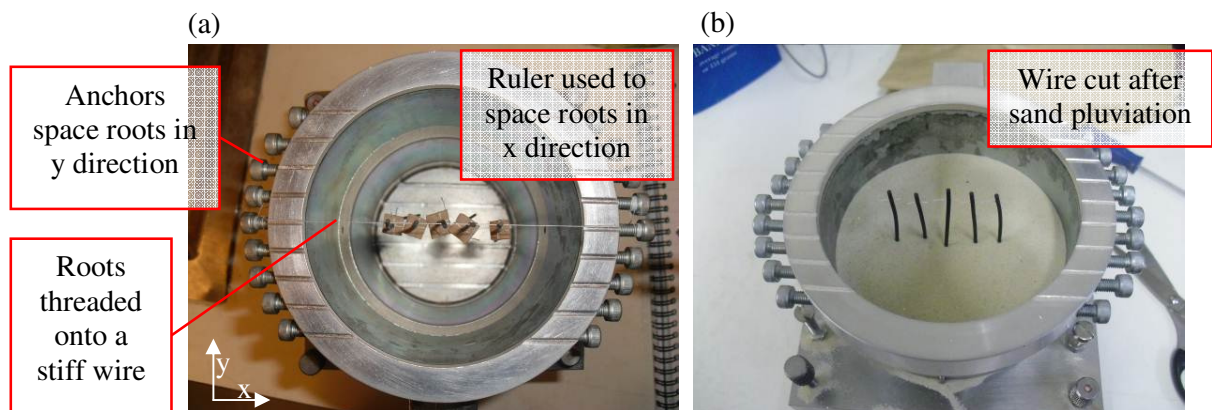 (a)
(b)
Anchors
space roots in
y direction
Ruler used to
space roots in
x direction
Wire cut after
sand pluviation
Roots
threaded
onto a
stiff wire
y
x